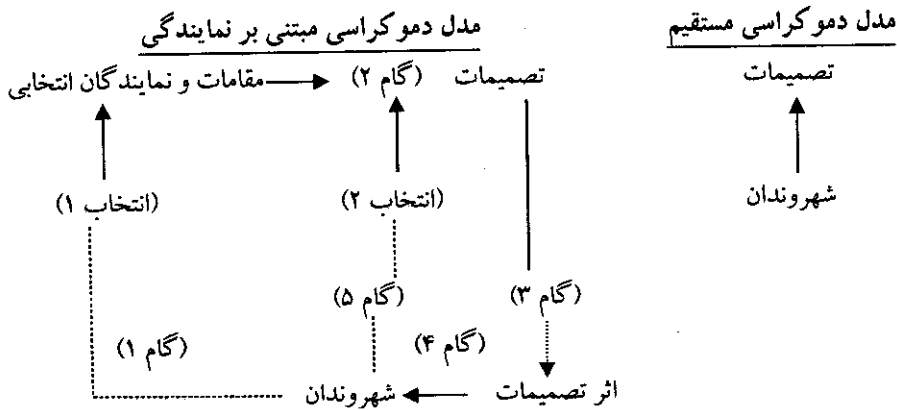 مدل دموکراسی مستقیم
تصمیمات
شهروندان
مدل دموکراسی مبتنی بر نمایندگی
تصمیمات (گام ۲) مقامات و نمایندگان انتخابی
(انتخاب ۲) (انتخاب ۱)
(گام ۳) (گام ۵)
(گام ۴) (گام ۱)
اثر تصمیمات شهروندان